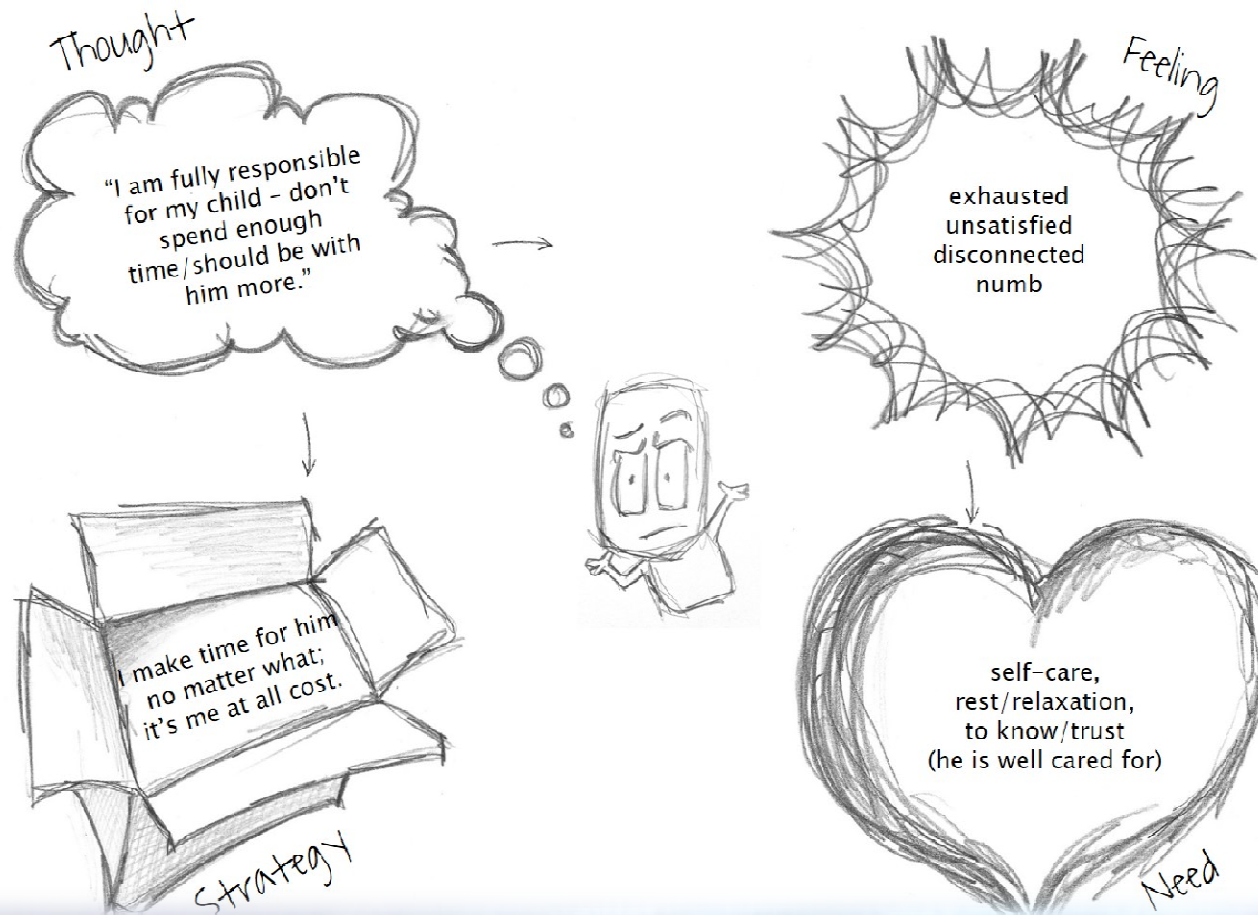 Thought
“I am fully responsible
for my child – don’t
spend enough
time/should be with
him more.”
Feeling
exhausted
unsatisfied
disconnected
numb
I make time for him
no matter what;
it’s me at all cost.
Strategy
self-care,
rest/relaxation,
to know/trust
(he is well cared for)
Need